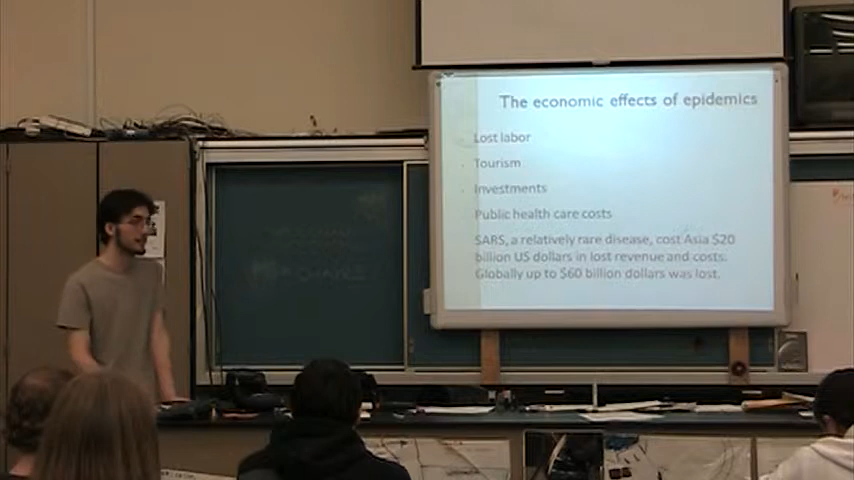 The economic effects of epidemics
Lost labor
Tourism
Investments
Public health care costs
SARS, a relatively rare disease, cost Asia $20
billion US dollars in lost revenue and costs.
Globally up to $60 billion dollars was lost.